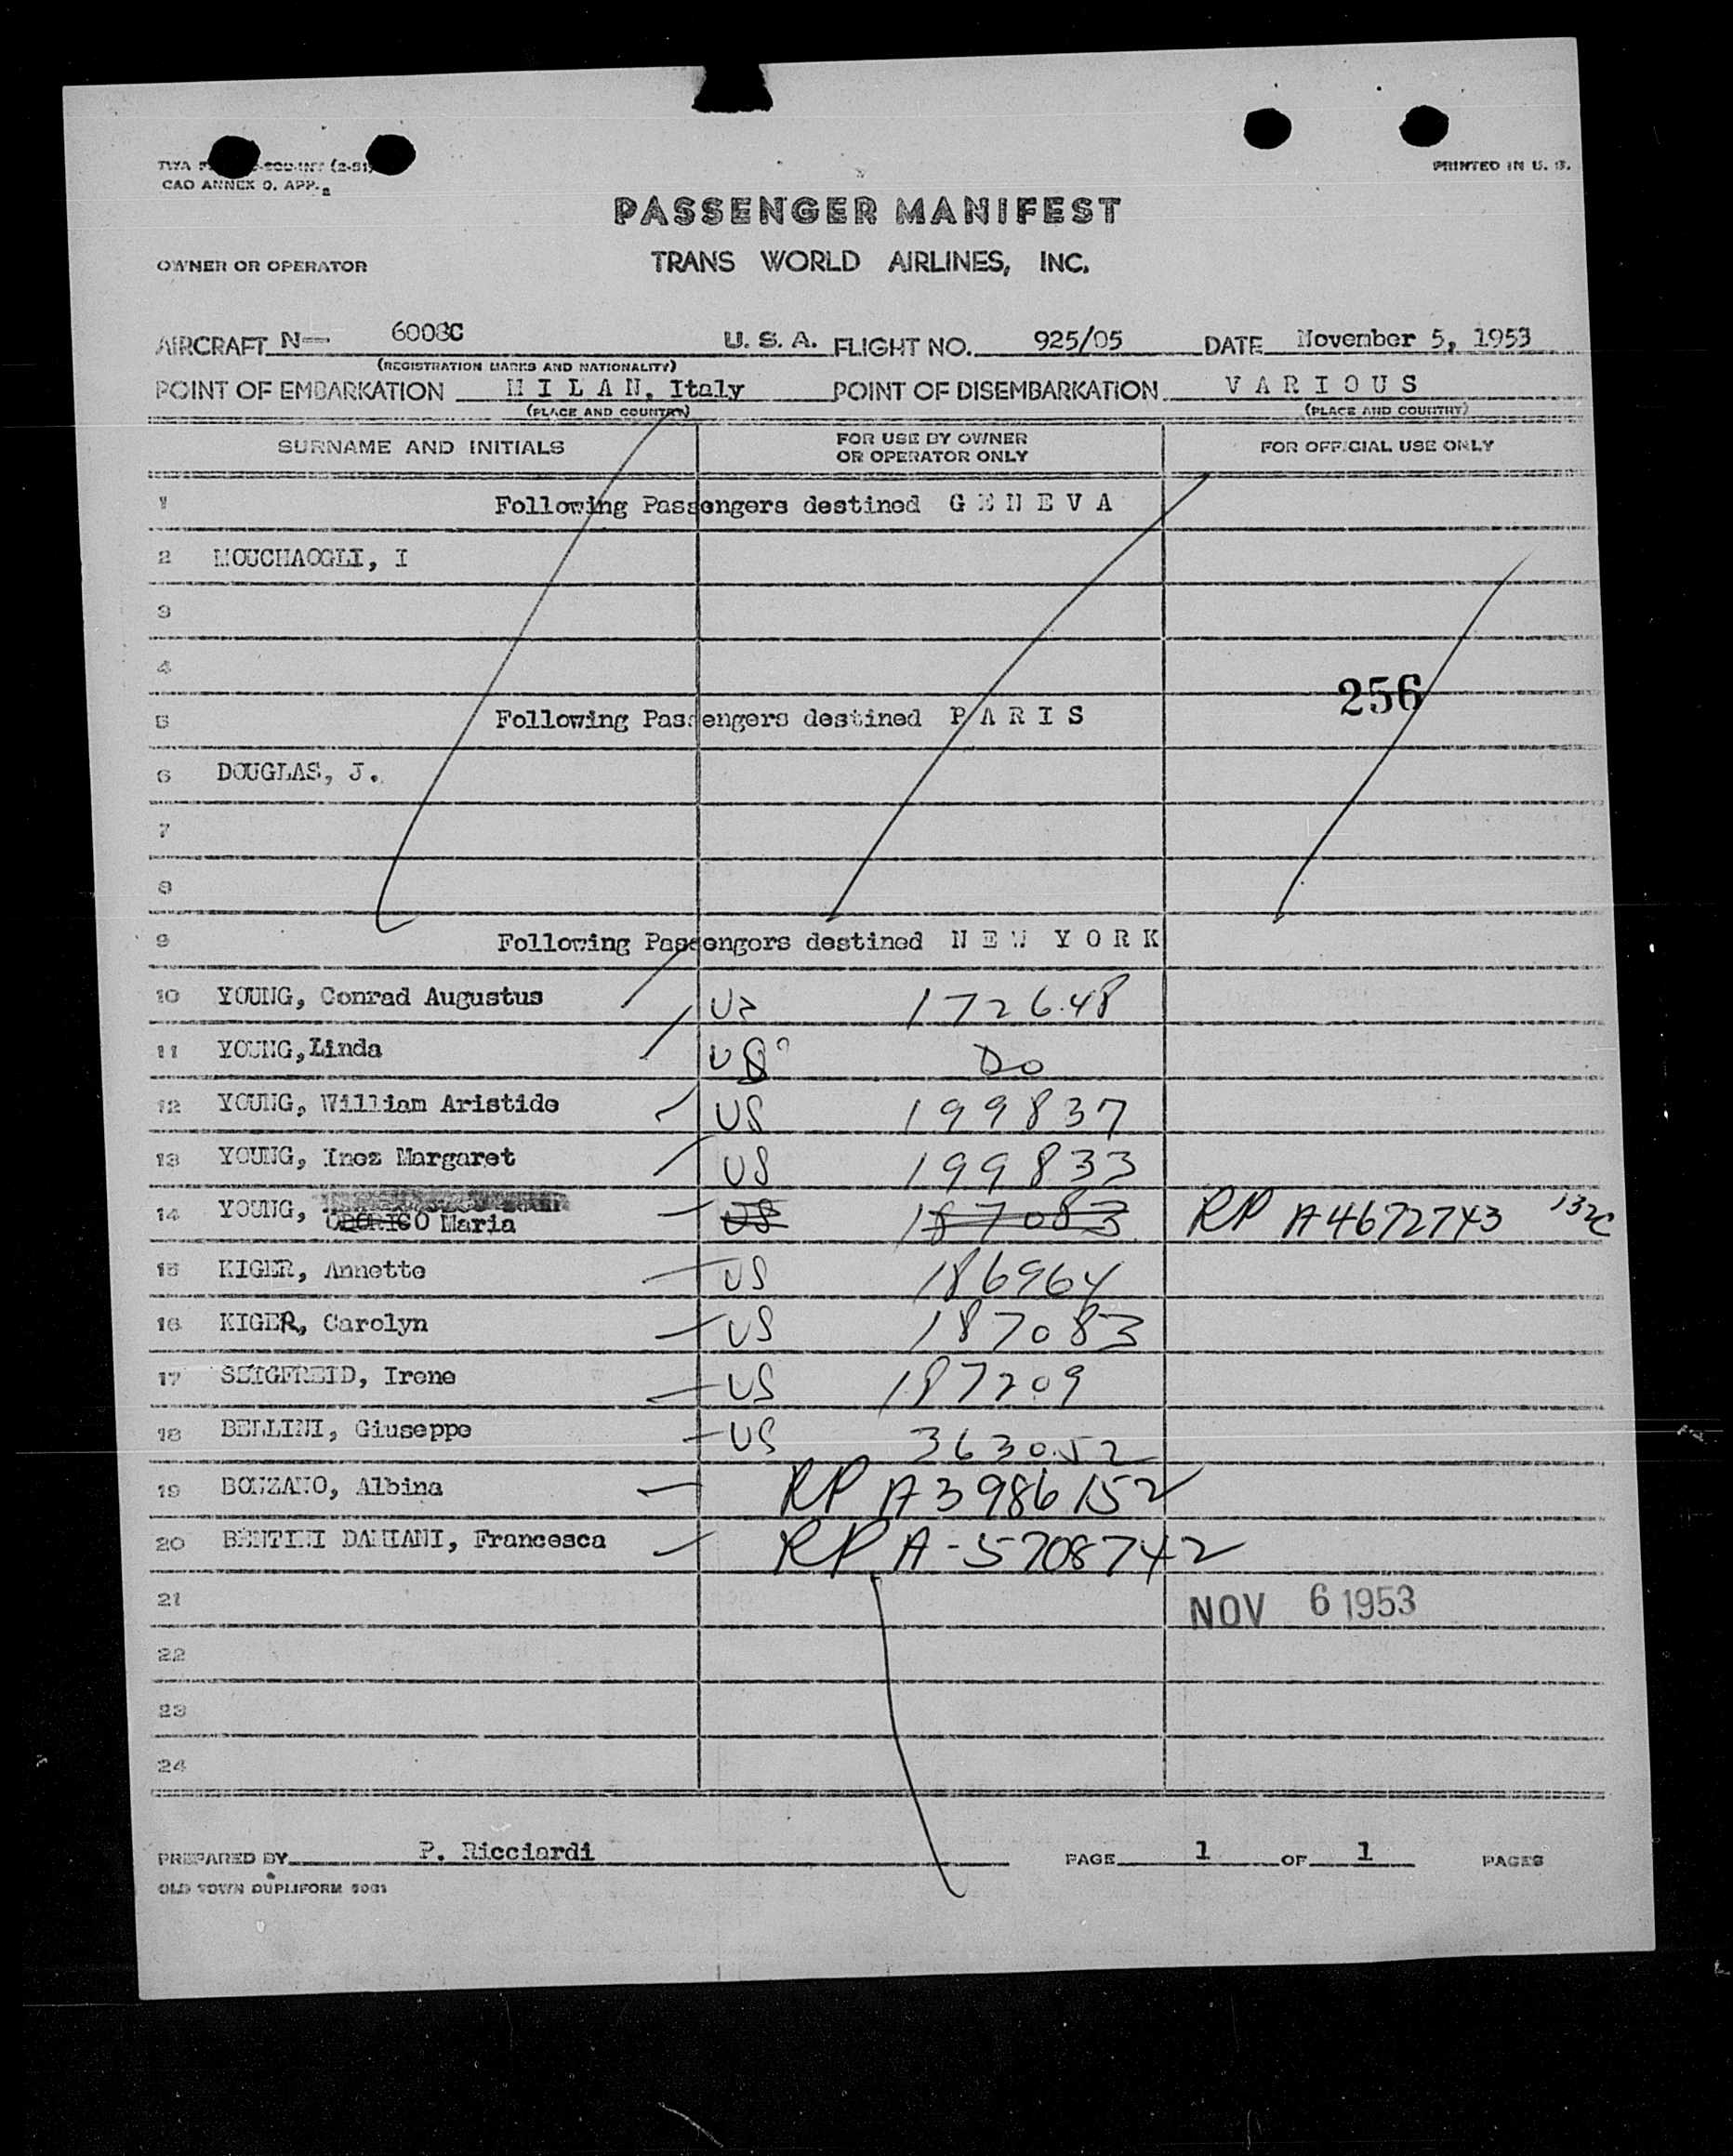 (2-51)
CAO ANNEX 9, APP. 2
PRINTED IN U. S.
PASSENGER MANIFEST
OWNER OR OPERATOR TRANS WORLD AIRLINES, INC.
AIRCRAFT N— 6008C U. S. A. FLIGHT NO. 925/05 DATE November 5, 1953
(REGISTRATION MARKS AND NATIONALITY)
POINT OF EMBARKATION M I L A N, Italy POINT OF DISEMBARKATION V A R I O U S
(PLACE AND COUNTRY) (PLACE AND COUNTRY)
SURNAME AND INITIALS FOR USE BY OWNER OR OPERATOR ONLY FOR OFFICIAL USE ONLY
1 Following Passengers destined G E N E V A
2 MOUCHAOGLI, I
3
4
256
5 Following Passengers destined P A R I S
6 DOUGLAS, J.
7
8
9 Following Passengers destined N E W Y O R K
10 YOUNG, Conrad Augustus US 172648
11 YOUNG, Linda US Do
12 YOUNG, William Aristide US 199837
13 YOUNG, Inez Margaret US 199833
14 YOUNG, ODORICO Maria US 187083 RP A4672743 132c
15 KIGER, Annette US 186964
16 KIGER, Carolyn US 187083
17 SEIGFREID, Irene US 187209
18 BELLINI, Giuseppe US 363052
19 BONZANO, Albina RP A3986152
20 BENTINI DAMIANI, Francesca RP A-5708742
21 NOV 6 1953
22
23
24
PREPARED BY P. Ricciardi PAGE 1 OF 1 PAGES
OLD TOWN DUPLIFORM